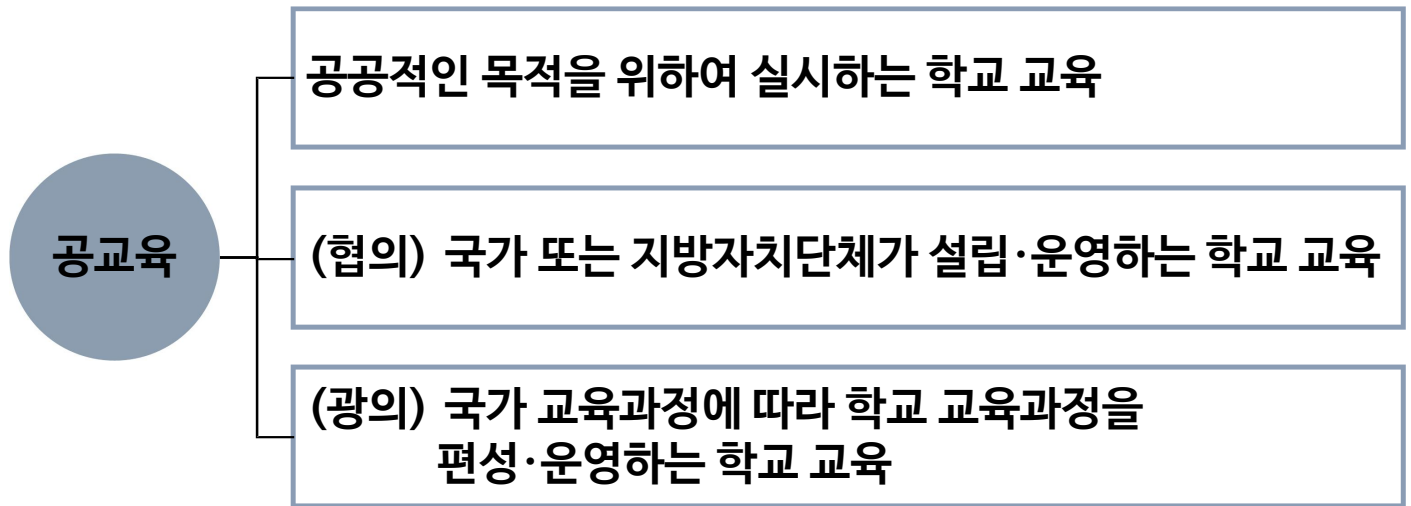 공교육
공공적인 목적을 위하여 실시하는 학교 교육
(협의) 국가 또는 지방자치단체가 설립·운영하는 학교 교육
(광의) 국가 교육과정에 따라 학교 교육과정을
편성·운영하는 학교 교육